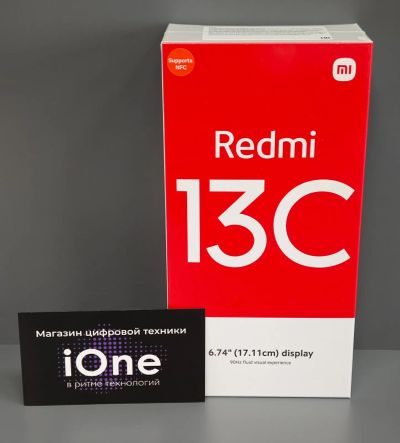 Supports
NFC
mi
Redmi
13C
6.74" (17.11cm) display
90Hz fluid visual experience
Магазин цифровой техники
iOne
в ритме технологий